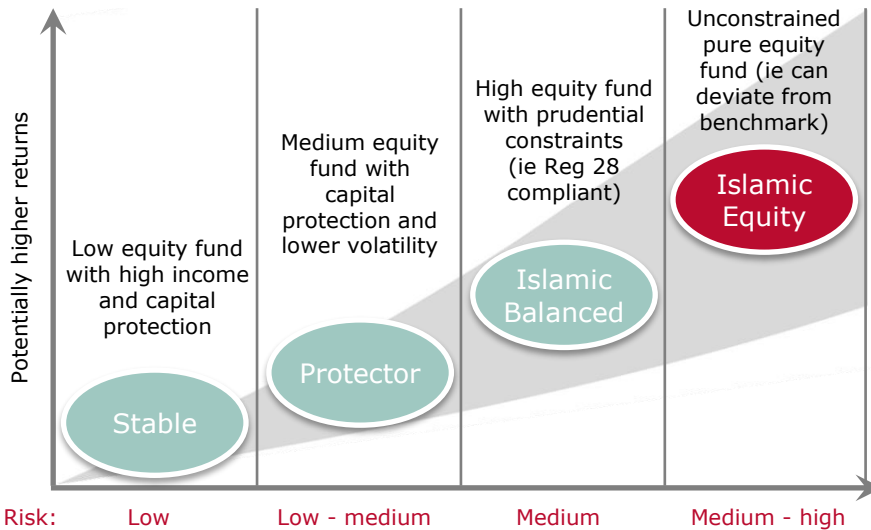 Potentially higher returns
Low equity fund
with high income
and capital
protection
Stable
Medium equity
fund with
capital
protection and
lower volatility
Protector
High equity fund
with prudential
constraints
(ie Reg 28
compliant)
Islamic
Balanced
Unconstrained
pure equity
fund (ie can
deviate from
benchmark)
Islamic
Equity
Risk: Low Low - medium Medium Medium - high